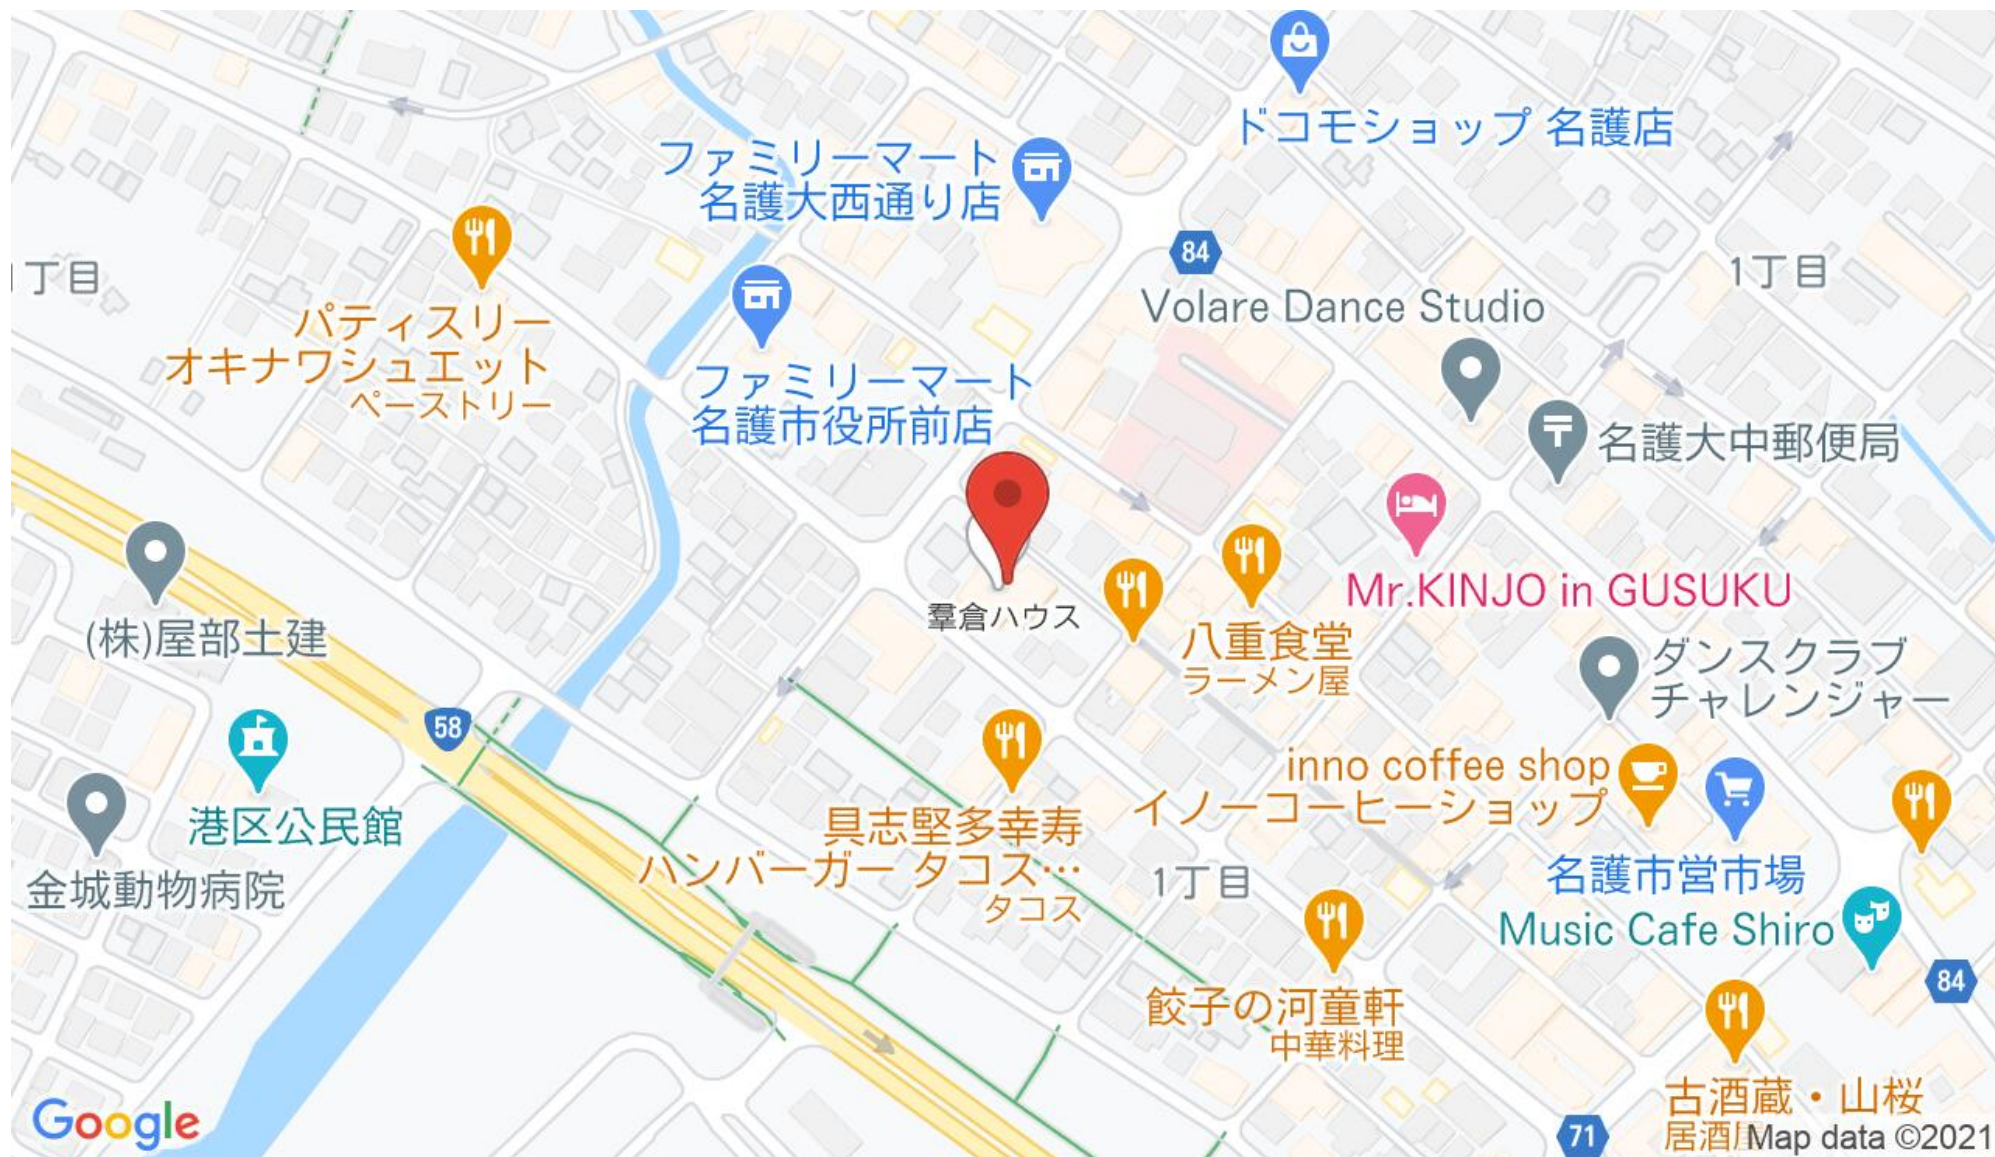 ドコモショップ 名護店
ファミリーマート
名護大西通り店
84
1丁目
丁目
Volare Dance Studio
パティスリー
オキナワシュエット
ペーストリー
ファミリーマート
名護市役所前店
名護大中郵便局
Mr.KINJO in GUSUKU
羣倉ハウス
(株)屋部土建
八重食堂
ラーメン屋
ダンスクラブ
チャレンジャー
58
inno coffee shop
イノーコーヒーショップ
港区公民館
具志堅多幸寿
ハンバーガー タコス…
タコス
金城動物病院
1丁目
名護市営市場
Music Cafe Shiro
84
餃子の河童軒
中華料理
古酒蔵・山桜
居酒屋
71
Google
Map data ©2021